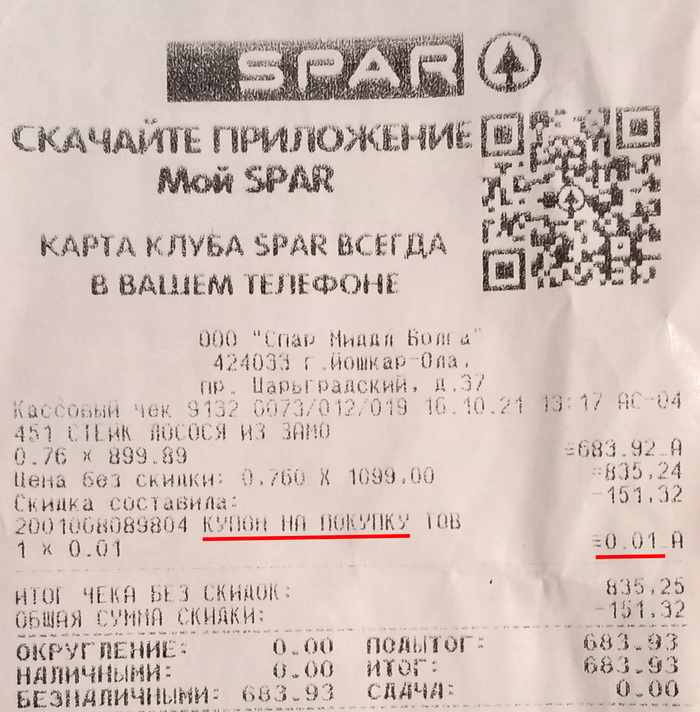 SPAR
СКАЧАЙТЕ ПРИЛОЖЕНИЕ
Мой SPAR
КАРТА КЛУБА SPAR ВСЕГДА
В ВАШЕМ ТЕЛЕФОНЕ
ООО "Спар Миддл Волга"
424033 г.Йошкар-Ола,
пр. Царьградский, д.37
Кассовый чек 9132 0073/012/019 16.10.21 13:17 АС-04
451 СТЕЙК ЛОСОСЯ ИЗ ЗАМО
0.76 × 899.89 =683.92_А
Цена без скидки: 0.760 X 1099.00 =835.24
Скидка составила: -151.32
2001068089804 КУПОН НА ПОКУПКУ ТОВ
1 × 0.01 =0.01_А
ИТОГ ЧЕКА БЕЗ СКИДОК: 835.25
ОБЩАЯ СУММА СКИДКИ: -151.32
ОКРУГЛЕНИЕ: 0.00 ПОДЫТОГ: 683.93
НАЛИЧНЫМИ: 0.00 ИТОГ: 683.93
БЕЗНАЛИЧНЫМИ: 683.93 СДАЧА: 0.00